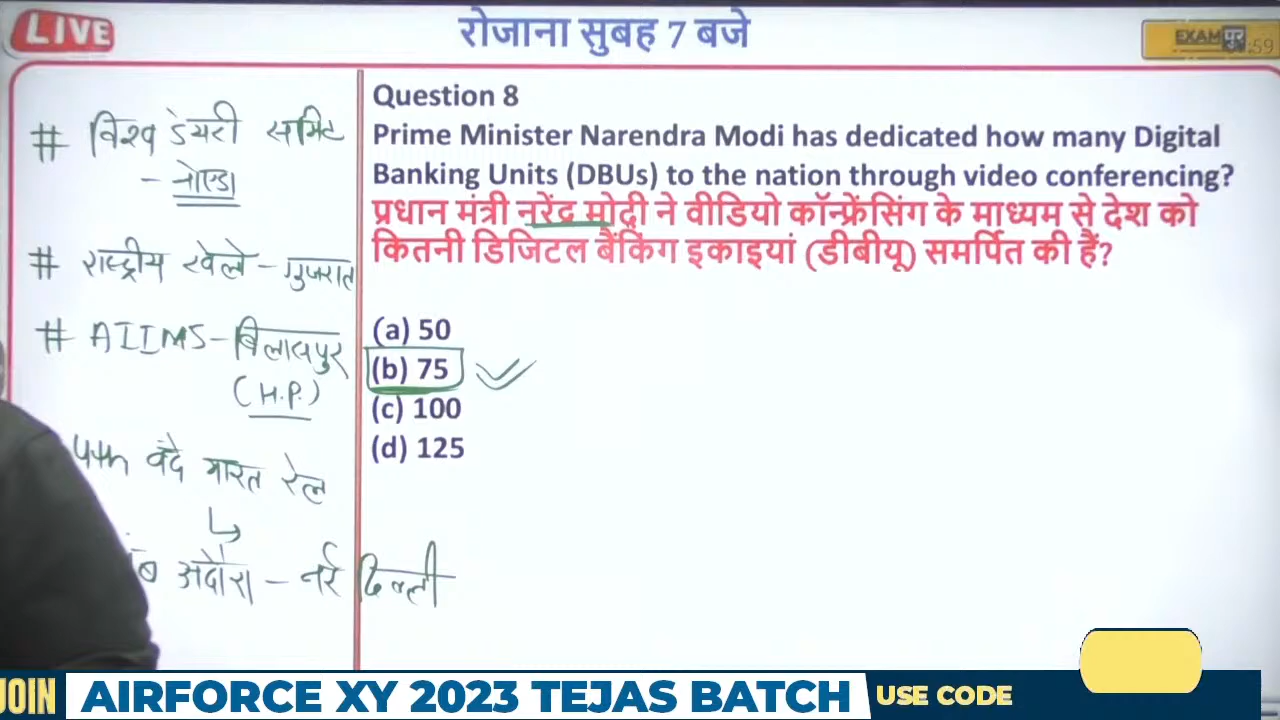 LIVE
रोजाना सुबह 7 बजे
EXAM पुर :59
# विश्व डेयरी समिट
- नोएडा
# राष्ट्रीय खेलो - गुजरात
# AIIMS - बिलासपुर
(H.P.)
4th वंदे भारत रेल
अंदौरा - नई दिल्ली
Question 8
Prime Minister Narendra Modi has dedicated how many Digital
Banking Units (DBUs) to the nation through video conferencing?
प्रधान मंत्री नरेंद्र मोदी ने वीडियो कॉन्फ्रेंसिंग के माध्यम से देश को
कितनी डिजिटल बैंकिंग इकाइयां (डीबीयू) समर्पित की हैं?
(a) 50
(b) 75
(c) 100
(d) 125
JOIN AIRFORCE XY 2023 TEJAS BATCH USE CODE